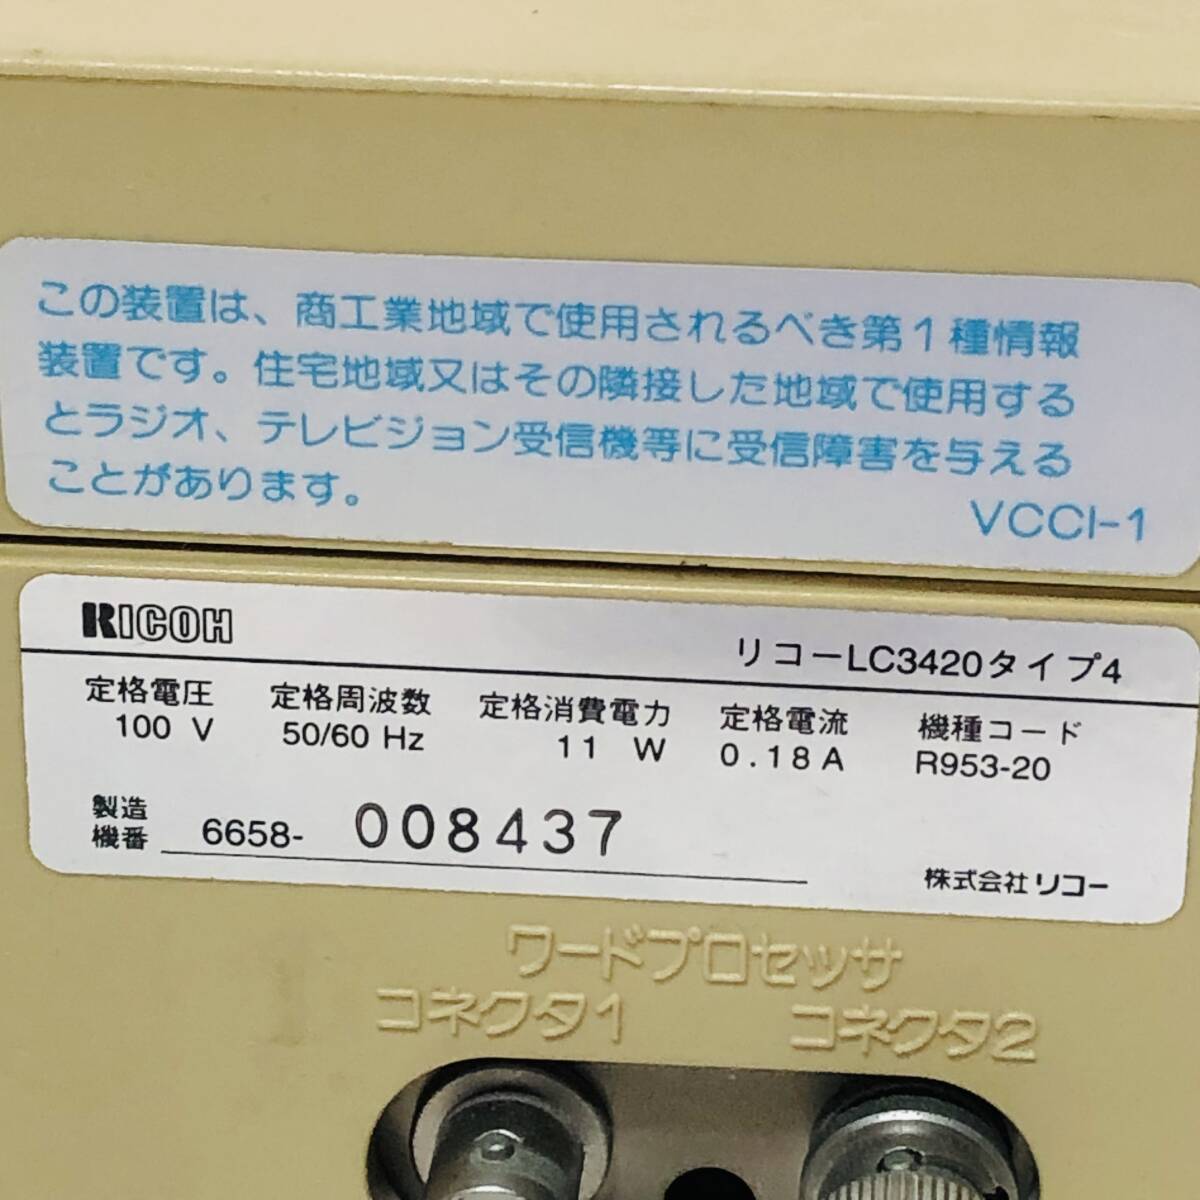 この装置は、商工業地域で使用されるべき第1種情報
装置です。住宅地域又はその隣接した地域で使用する
とラジオ、テレビジョン受信機等に受信障害を与える
ことがあります。
VCCI-1
RICOH
リコーLC3420タイプ4
定格電圧 定格周波数 定格消費電力 定格電流 機種コード
100 V 50/60 Hz 11 W 0.18A R953-20
製造
機番 6658- 008437
株式会社 リコー
ワードプロセッサ
コネクタ1 コネクタ2